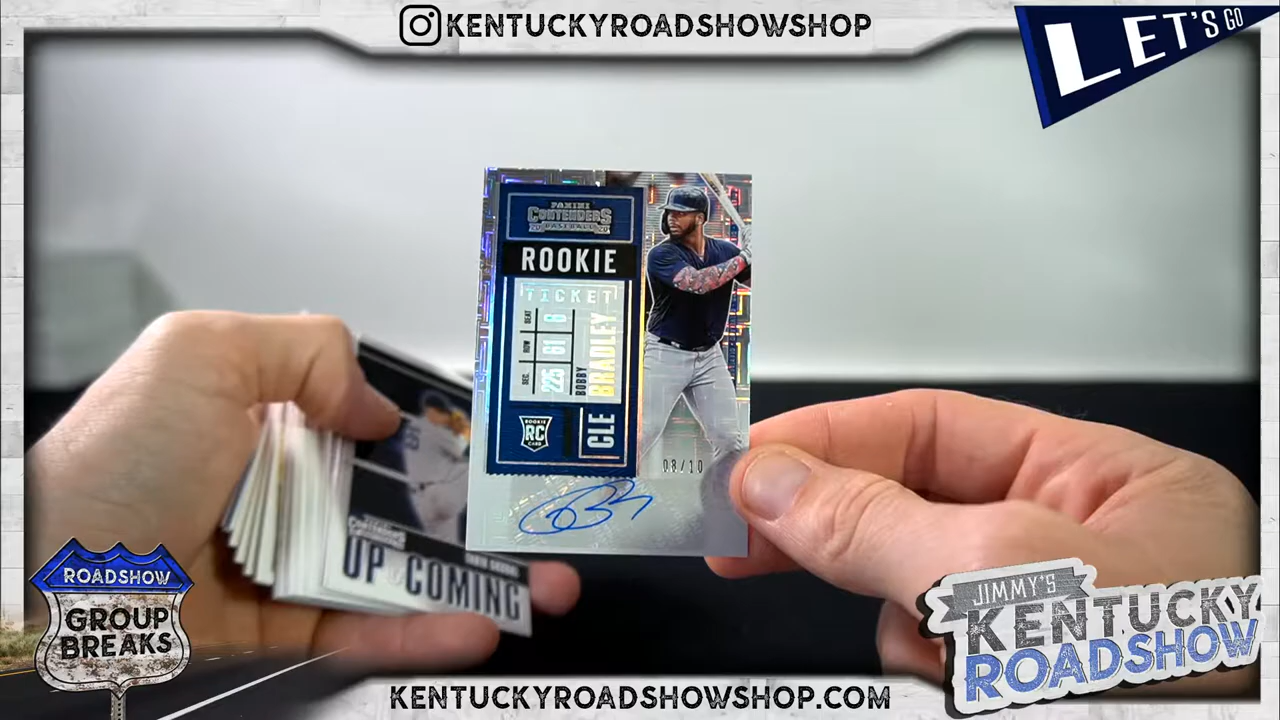 KENTUCKYROADSHOWSHOP
LET'S GO
PANINI
CONTENDERS
2020 BASEBALL
ROOKIE
TICKET
SEAT 6
ROW 61
SEC. 225
BOBBY
BRADLEY
ROOKIE
RC
CARD
CLE
08/10
Contenders
UP COMING
ROADSHOW
GROUP
BREAKS
JIMMY'S
KENTUCKY
ROADSHOW
KENTUCKYROADSHOWSHOP.COM